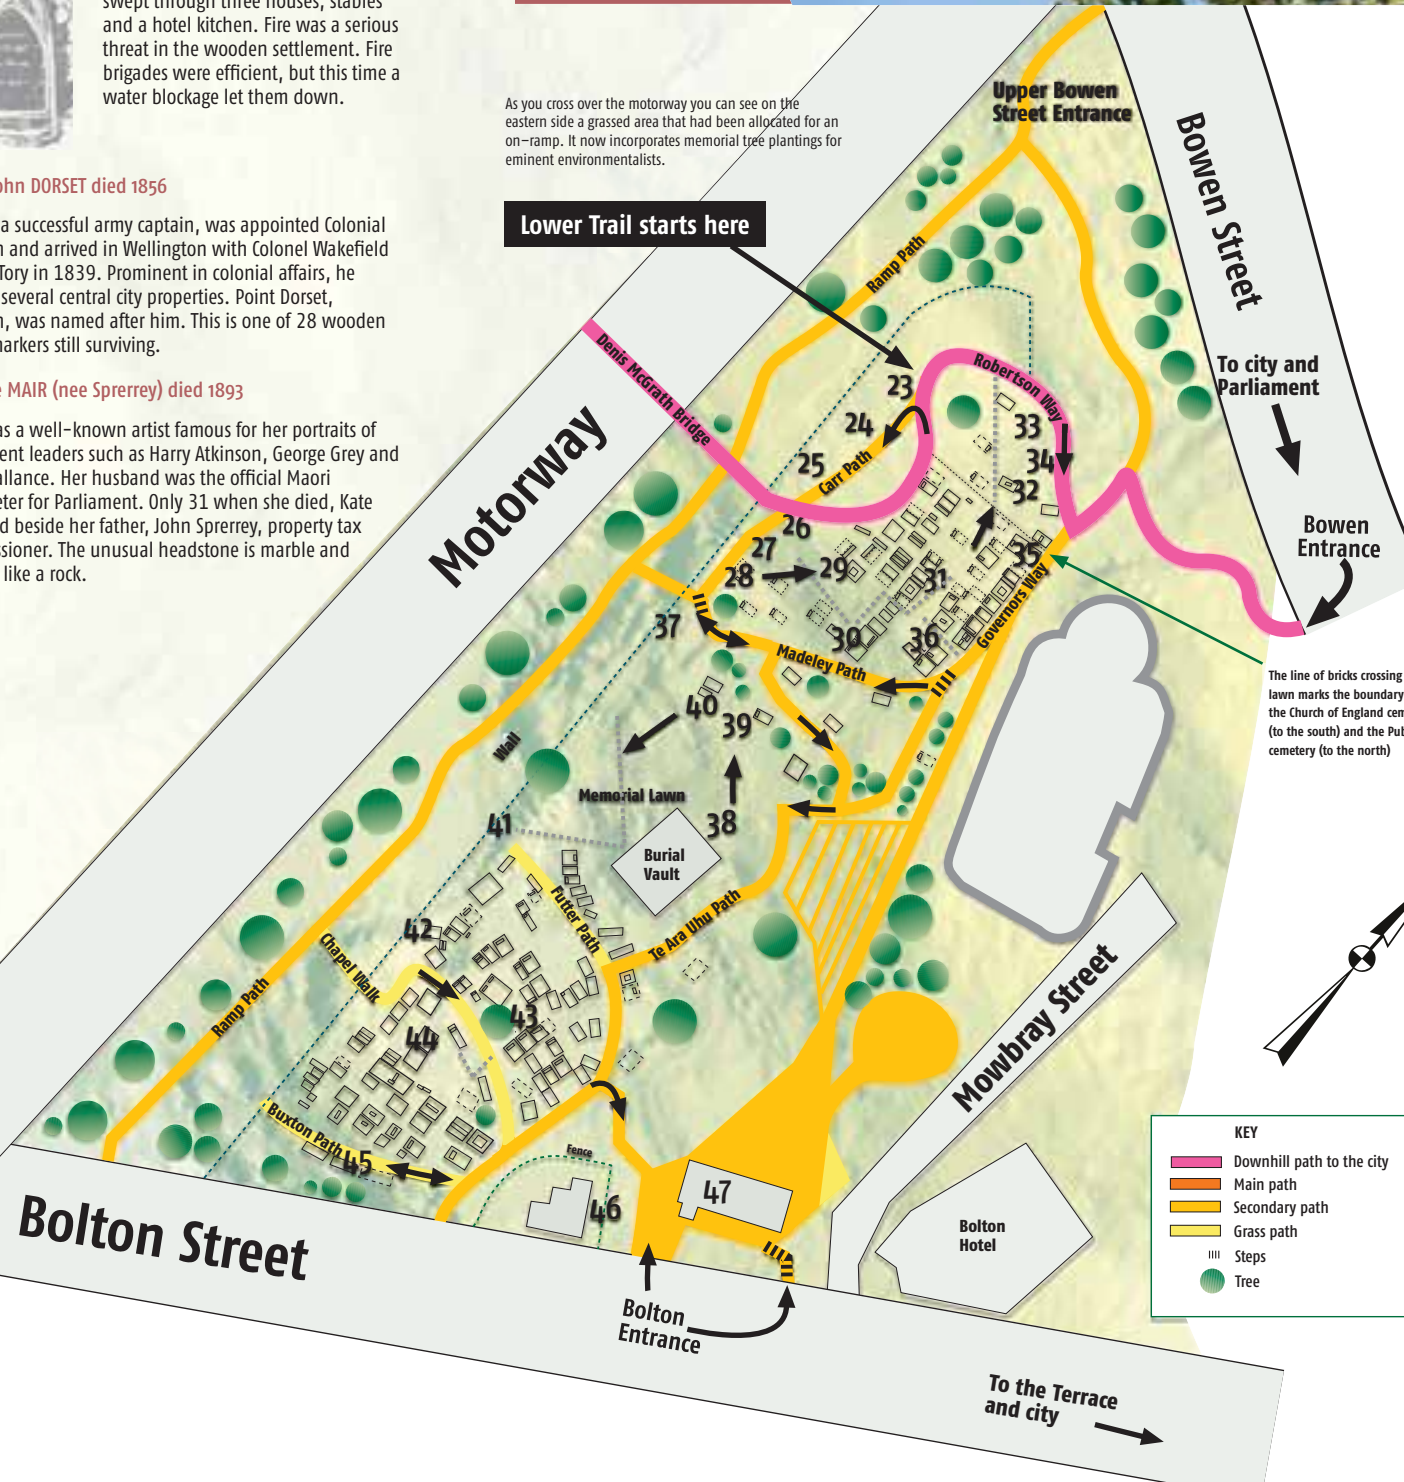 swept through three houses, stables
and a hotel kitchen. Fire was a serious
threat in the wooden settlement. Fire
brigades were efficient, but this time a
water blockage let them down.
ohn DORSET died 1856
a successful army captain, was appointed Colonial
n and arrived in Wellington with Colonel Wakefield
Tory in 1839. Prominent in colonial affairs, he
several central city properties. Point Dorset,
n, was named after him. This is one of 28 wooden
markers still surviving.
e MAIR (nee Sprerrey) died 1893
as a well-known artist famous for her portraits of
ent leaders such as Harry Atkinson, George Grey and
allance. Her husband was the official Maori
eter for Parliament. Only 31 when she died, Kate
d beside her father, John Sprerrey, property tax
ssioner. The unusual headstone is marble and
like a rock.
As you cross over the motorway you can see on the
eastern side a grassed area that had been allocated for an
on-ramp. It now incorporates memorial tree plantings for
eminent environmentalists.
Lower Trail starts here
Upper Bowen
Street Entrance
Bowen Street
To city and
Parliament
Bowen
Entrance
Ramp Path
Robertson Way
Denis McGrath Bridge
Motorway
Carr Path
23
24
25
26
27
28
29
30
31
32
33
34
35
36
37
Governors Way
Madeley Path
The line of bricks crossing
lawn marks the boundary
the Church of England cem
(to the south) and the Pub
cemetery (to the north)
40
39
38
Wall
Memorial Lawn
41
Burial
Vault
Futter Path
Te Ara Uhu Path
42
Chapel Walk
43
44
Ramp Path
Buxton Path
45
Fence
46
47
Mowbray Street
Bolton
Hotel
Bolton Street
Bolton
Entrance
To the Terrace
and city
KEY
Downhill path to the city
Main path
Secondary path
Grass path
Steps
Tree